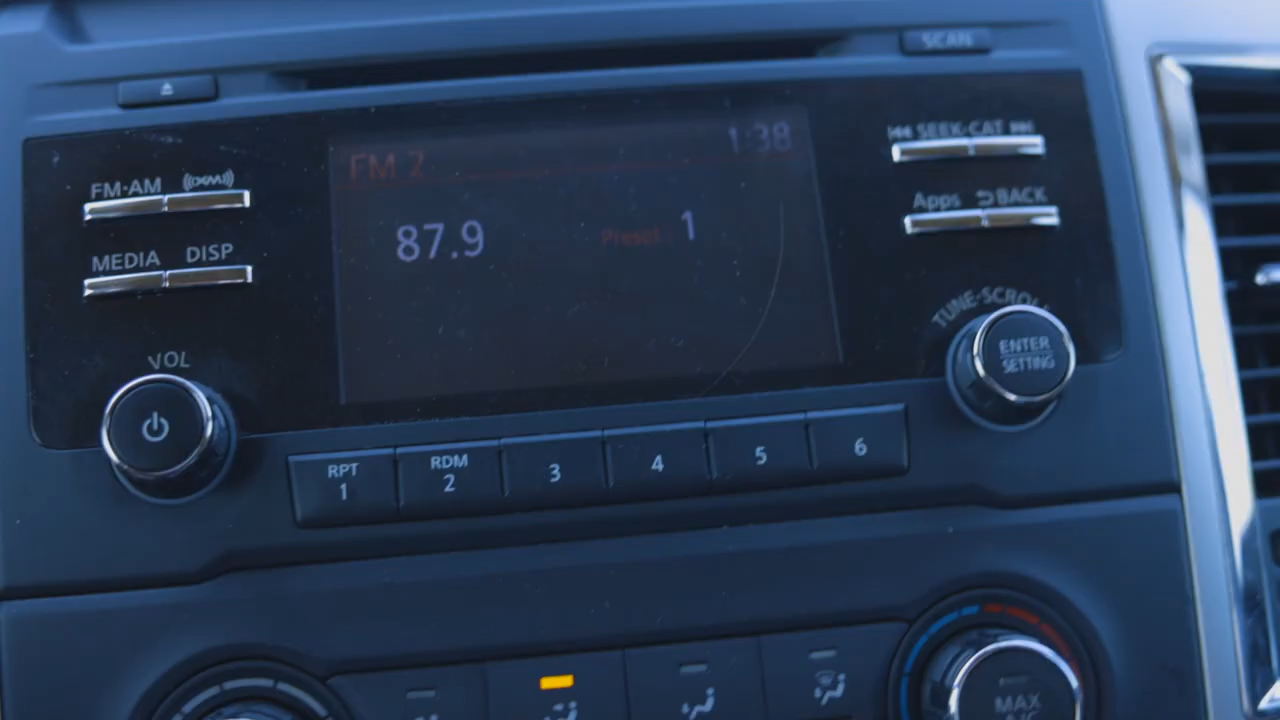 SCAN
FM 2
1:38
FM·AM
XM
SEEK·CAT
87.9
Preset 1
Apps
BACK
MEDIA
DISP
TUNE·SCROLL
VOL
ENTER
SETTING
RPT
1
RDM
2
3
4
5
6
MAX
A/C